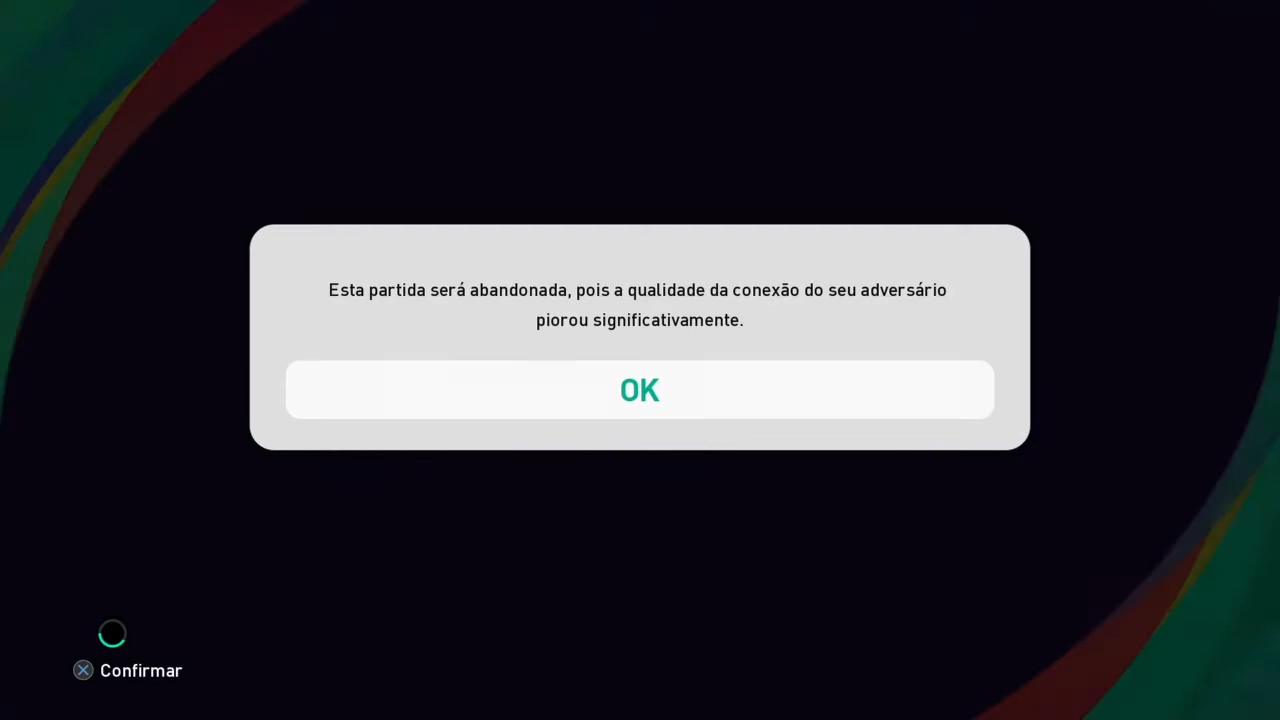 Esta partida será abandonada, pois a qualidade da conexão do seu adversário
piorou significativamente.
OK
Confirmar